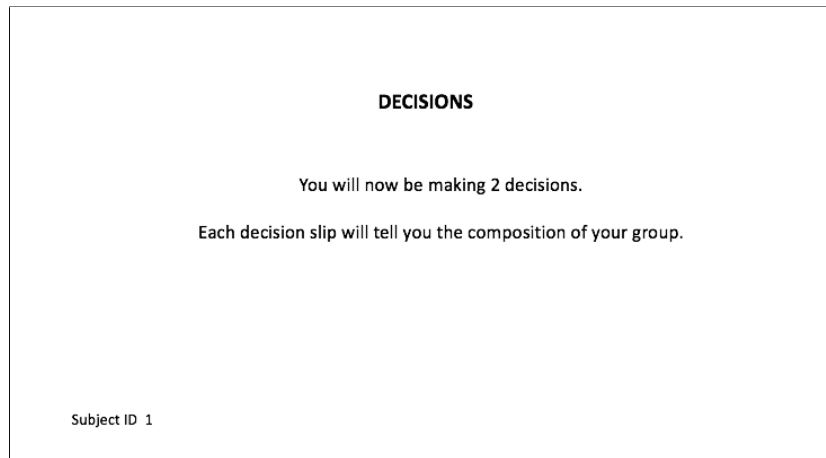 DECISIONS
You will now be making 2 decisions.
Each decision slip will tell you the composition of your group.
Subject ID 1